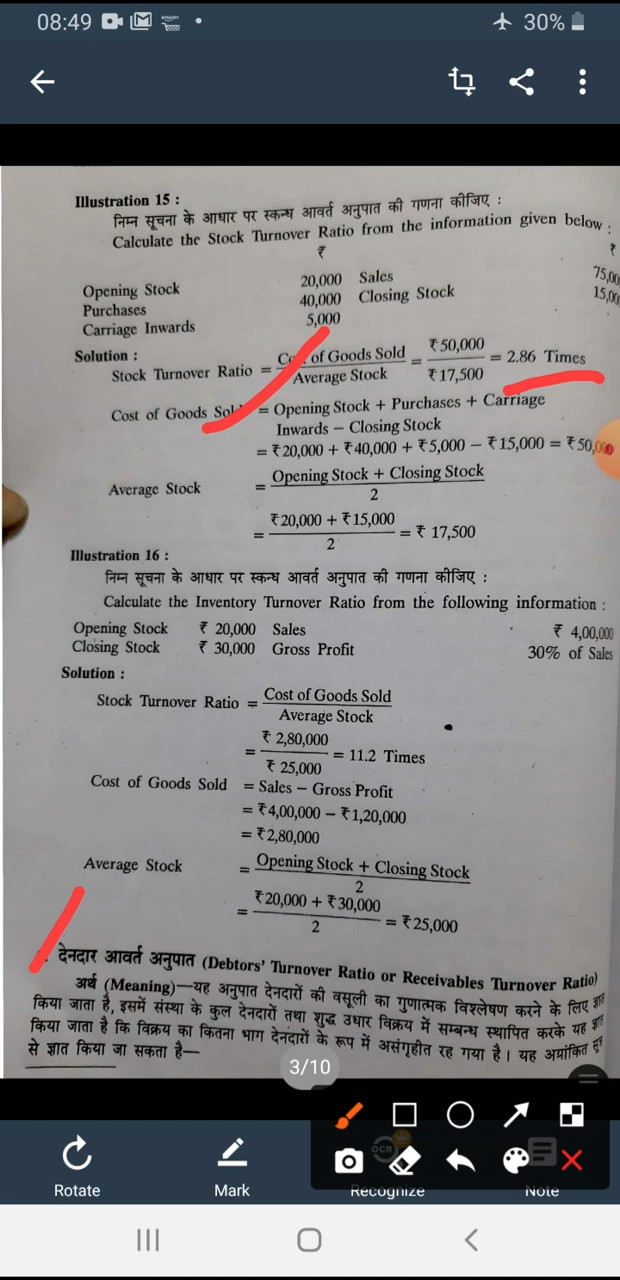 08:49
30%
Illustration 15 :
निम्न सूचना के आधार पर स्कन्ध आवर्त अनुपात की गणना कीजिए :
Calculate the Stock Turnover Ratio from the information given below :
₹ ₹
Opening Stock 20,000 Sales 75,00
Purchases 40,000 Closing Stock 15,00
Carriage Inwards 5,000
Solution :
Stock Turnover Ratio = Cost of Goods Sold / Average Stock = ₹ 50,000 / ₹ 17,500 = 2.86 Times
Cost of Goods Sol = Opening Stock + Purchases + Carriage
Inwards – Closing Stock
= ₹ 20,000 + ₹ 40,000 + ₹ 5,000 – ₹ 15,000 = ₹ 50,000
Average Stock = Opening Stock + Closing Stock / 2
= ₹ 20,000 + ₹ 15,000 / 2 = ₹ 17,500
Illustration 16 :
निम्न सूचना के आधार पर स्कन्ध आवर्त अनुपात की गणना कीजिए :
Calculate the Inventory Turnover Ratio from the following information :
Opening Stock ₹ 20,000 Sales ₹ 4,00,000
Closing Stock ₹ 30,000 Gross Profit 30% of Sales
Solution :
Stock Turnover Ratio = Cost of Goods Sold / Average Stock
= ₹ 2,80,000 / ₹ 25,000 = 11.2 Times
Cost of Goods Sold = Sales – Gross Profit
= ₹ 4,00,000 – ₹ 1,20,000
= ₹ 2,80,000
Average Stock = Opening Stock + Closing Stock / 2
= ₹ 20,000 + ₹ 30,000 / 2 = ₹ 25,000
देनदार आवर्त अनुपात (Debtors' Turnover Ratio or Receivables Turnover Ratio)
अर्थ (Meaning)—यह अनुपात देनदारों की वसूली का गुणात्मक विश्लेषण करने के लिए ज्ञात
किया जाता है, इसमें संस्था के कुल देनदारों तथा शुद्ध उधार विक्रय में सम्बन्ध स्थापित करके यह ज्ञात
किया जाता है कि विक्रय का कितना भाग देनदारों के रूप में असंगृहीत रह गया है। यह अग्रांकित सूत्र
से ज्ञात किया जा सकता है—
3/10
OCR
Rotate
Mark
Recognize
Note